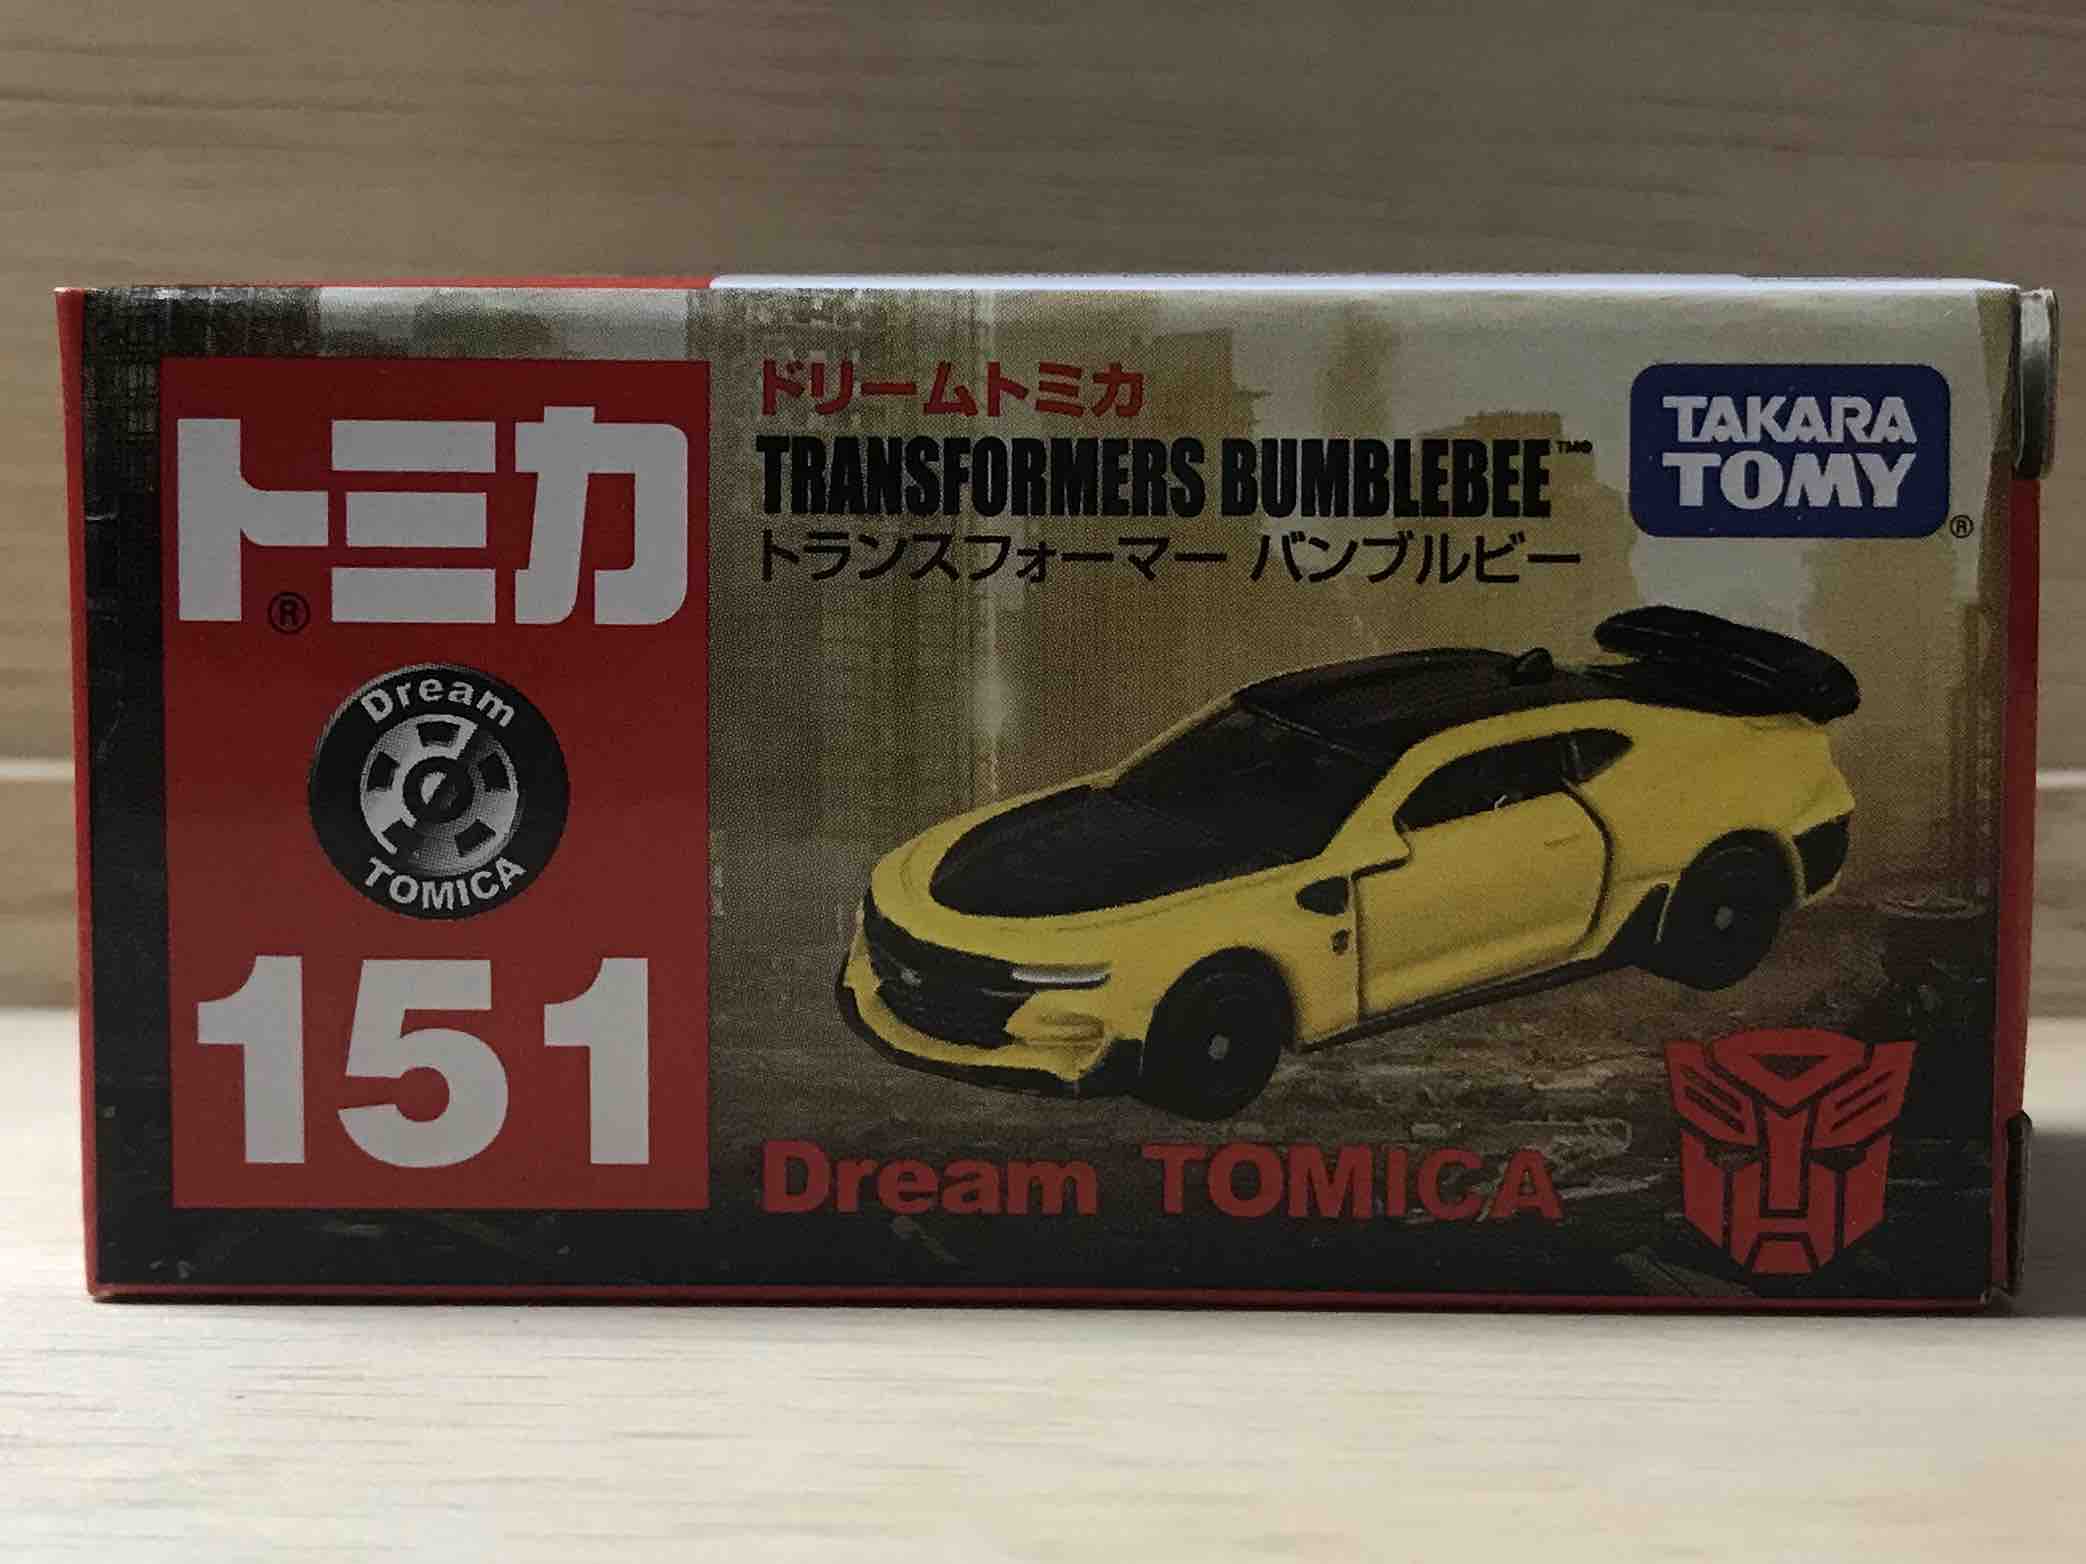 トミカ
®
Dream
TOMICA
151
ドリームトミカ
TRANSFORMERS BUMBLEBEE™®
トランスフォーマー バンブルビー
TAKARA
TOMY
®
Dream TOMICA